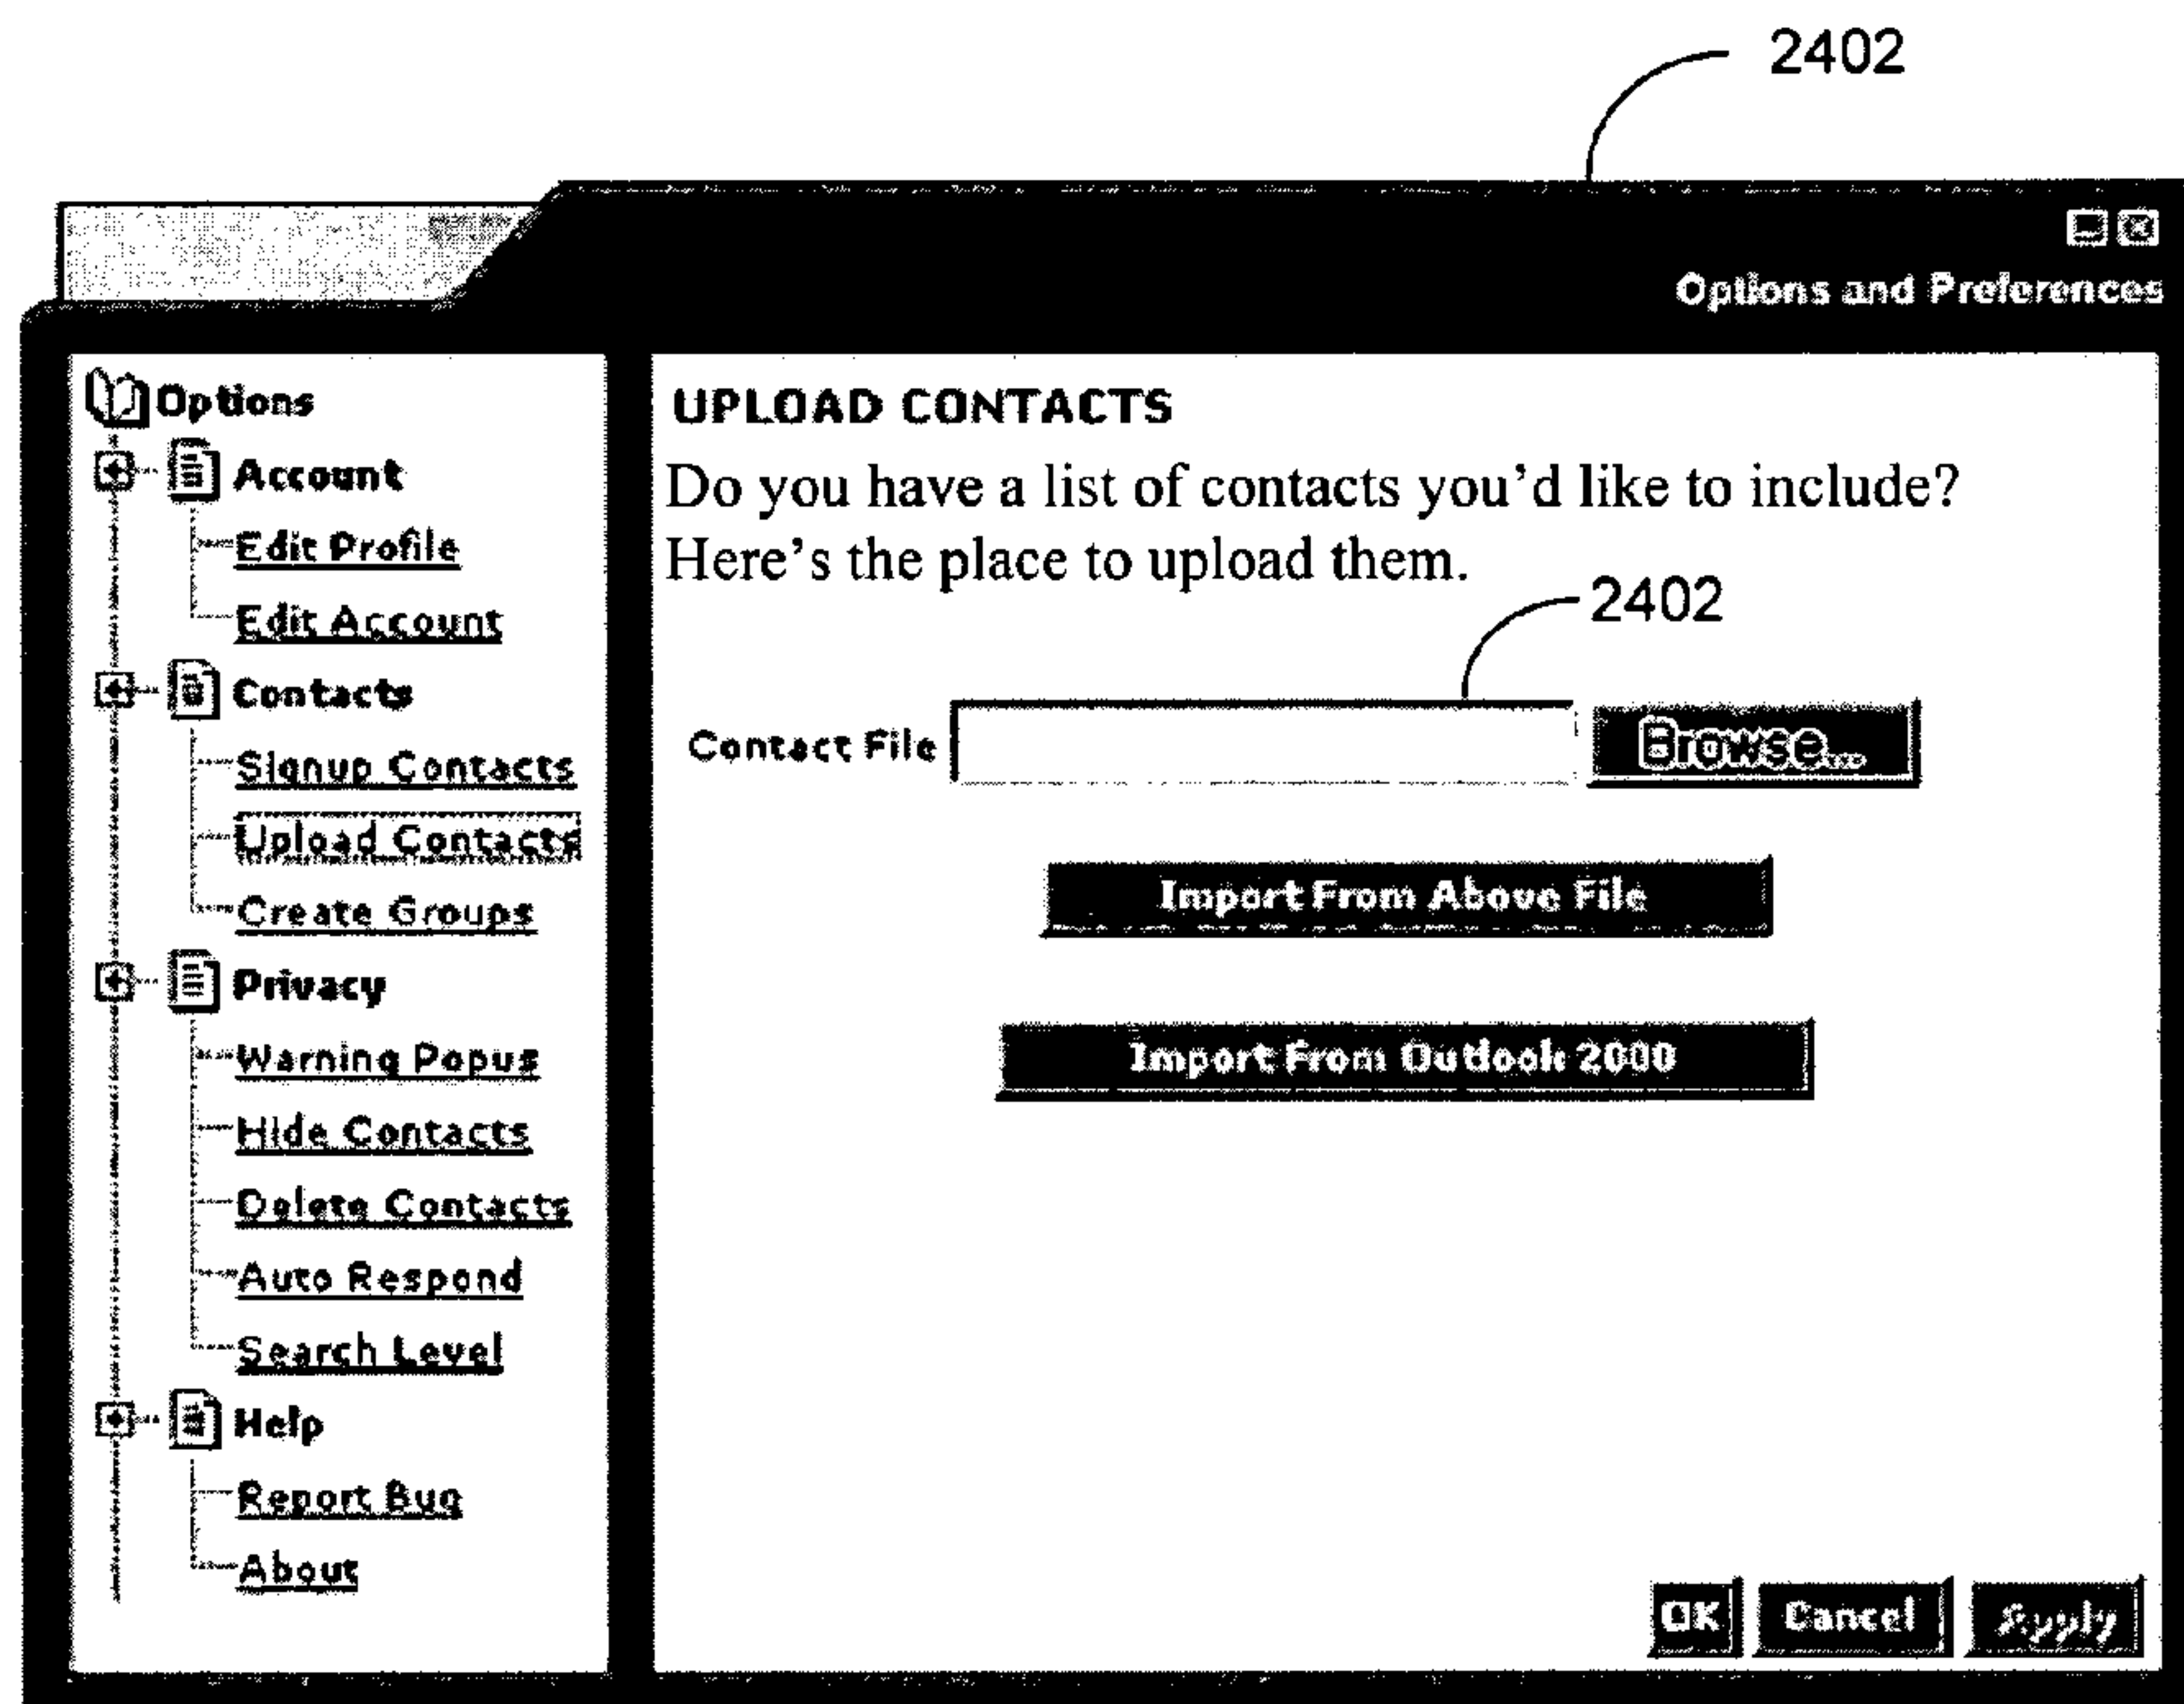 2402
Options and Preferences
Options
Account
Edit Profile
Edit Account
Contacts
Signup Contacts
Upload Contacts
Create Groups
Privacy
Warning Popus
Hide Contacts
Delete Contacts
Auto Respond
Search Level
Help
Report Bug
About
UPLOAD CONTACTS
Do you have a list of contacts you'd like to include?
Here's the place to upload them.
2402
Contact File
Browse...
Import From Above File
Import From Outlook 2000
OK Cancel Apply